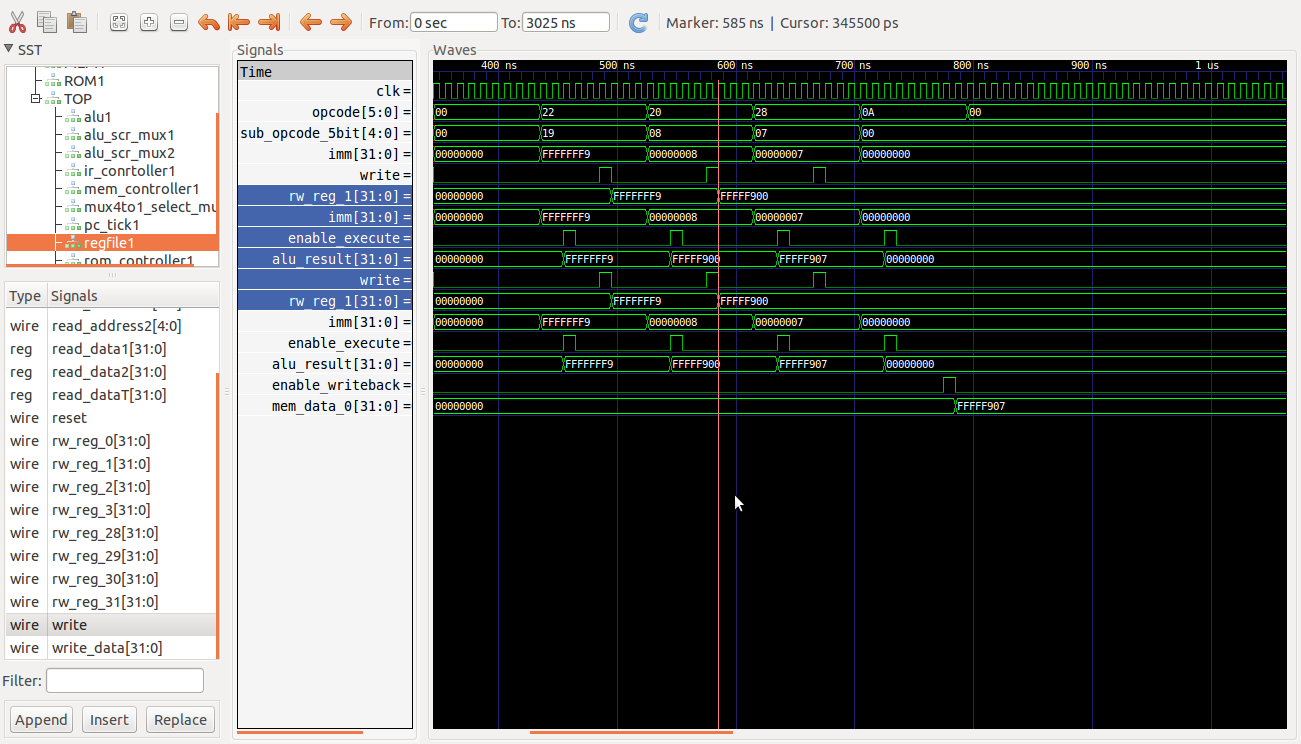 From: 0 sec To: 3025 ns Marker: 585 ns | Cursor: 345500 ps
SST
ROM1
TOP
alu1
alu_scr_mux1
alu_scr_mux2
ir_cnrtoller1
mem_controller1
mux4to1_select_mu
pc_tick1
regfile1
rom_controller1
Type Signals
wire read_address2[4:0]
reg read_data1[31:0]
reg read_data2[31:0]
reg read_dataT[31:0]
wire reset
wire rw_reg_0[31:0]
wire rw_reg_1[31:0]
wire rw_reg_2[31:0]
wire rw_reg_3[31:0]
wire rw_reg_28[31:0]
wire rw_reg_29[31:0]
wire rw_reg_30[31:0]
wire rw_reg_31[31:0]
wire write
wire write_data[31:0]
Filter:
Append Insert Replace
Signals
Time
clk =
opcode[5:0] =
sub_opcode_5bit[4:0] =
imm[31:0] =
write =
rw_reg_1[31:0] =
imm[31:0] =
enable_execute =
alu_result[31:0] =
write =
rw_reg_1[31:0] =
imm[31:0] =
enable_execute =
alu_result[31:0] =
enable_writeback =
mem_data_0[31:0] =
Waves
400 ns 500 ns 600 ns 700 ns 800 ns 900 ns 1 us
00 22 20 28 0A 00
00 19 08 07 00
00000000 FFFFFFF9 00000008 00000007 00000000
00000000 FFFFFFF9 FFFFF900
00000000 FFFFFFF9 00000008 00000007 00000000
00000000 FFFFFFF9 FFFFF900 FFFFF907 00000000
00000000 FFFFFFF9 FFFFF900
00000000 FFFFFFF9 00000008 00000007 00000000
00000000 FFFFFFF9 FFFFF900 FFFFF907 00000000
00000000 FFFFF907